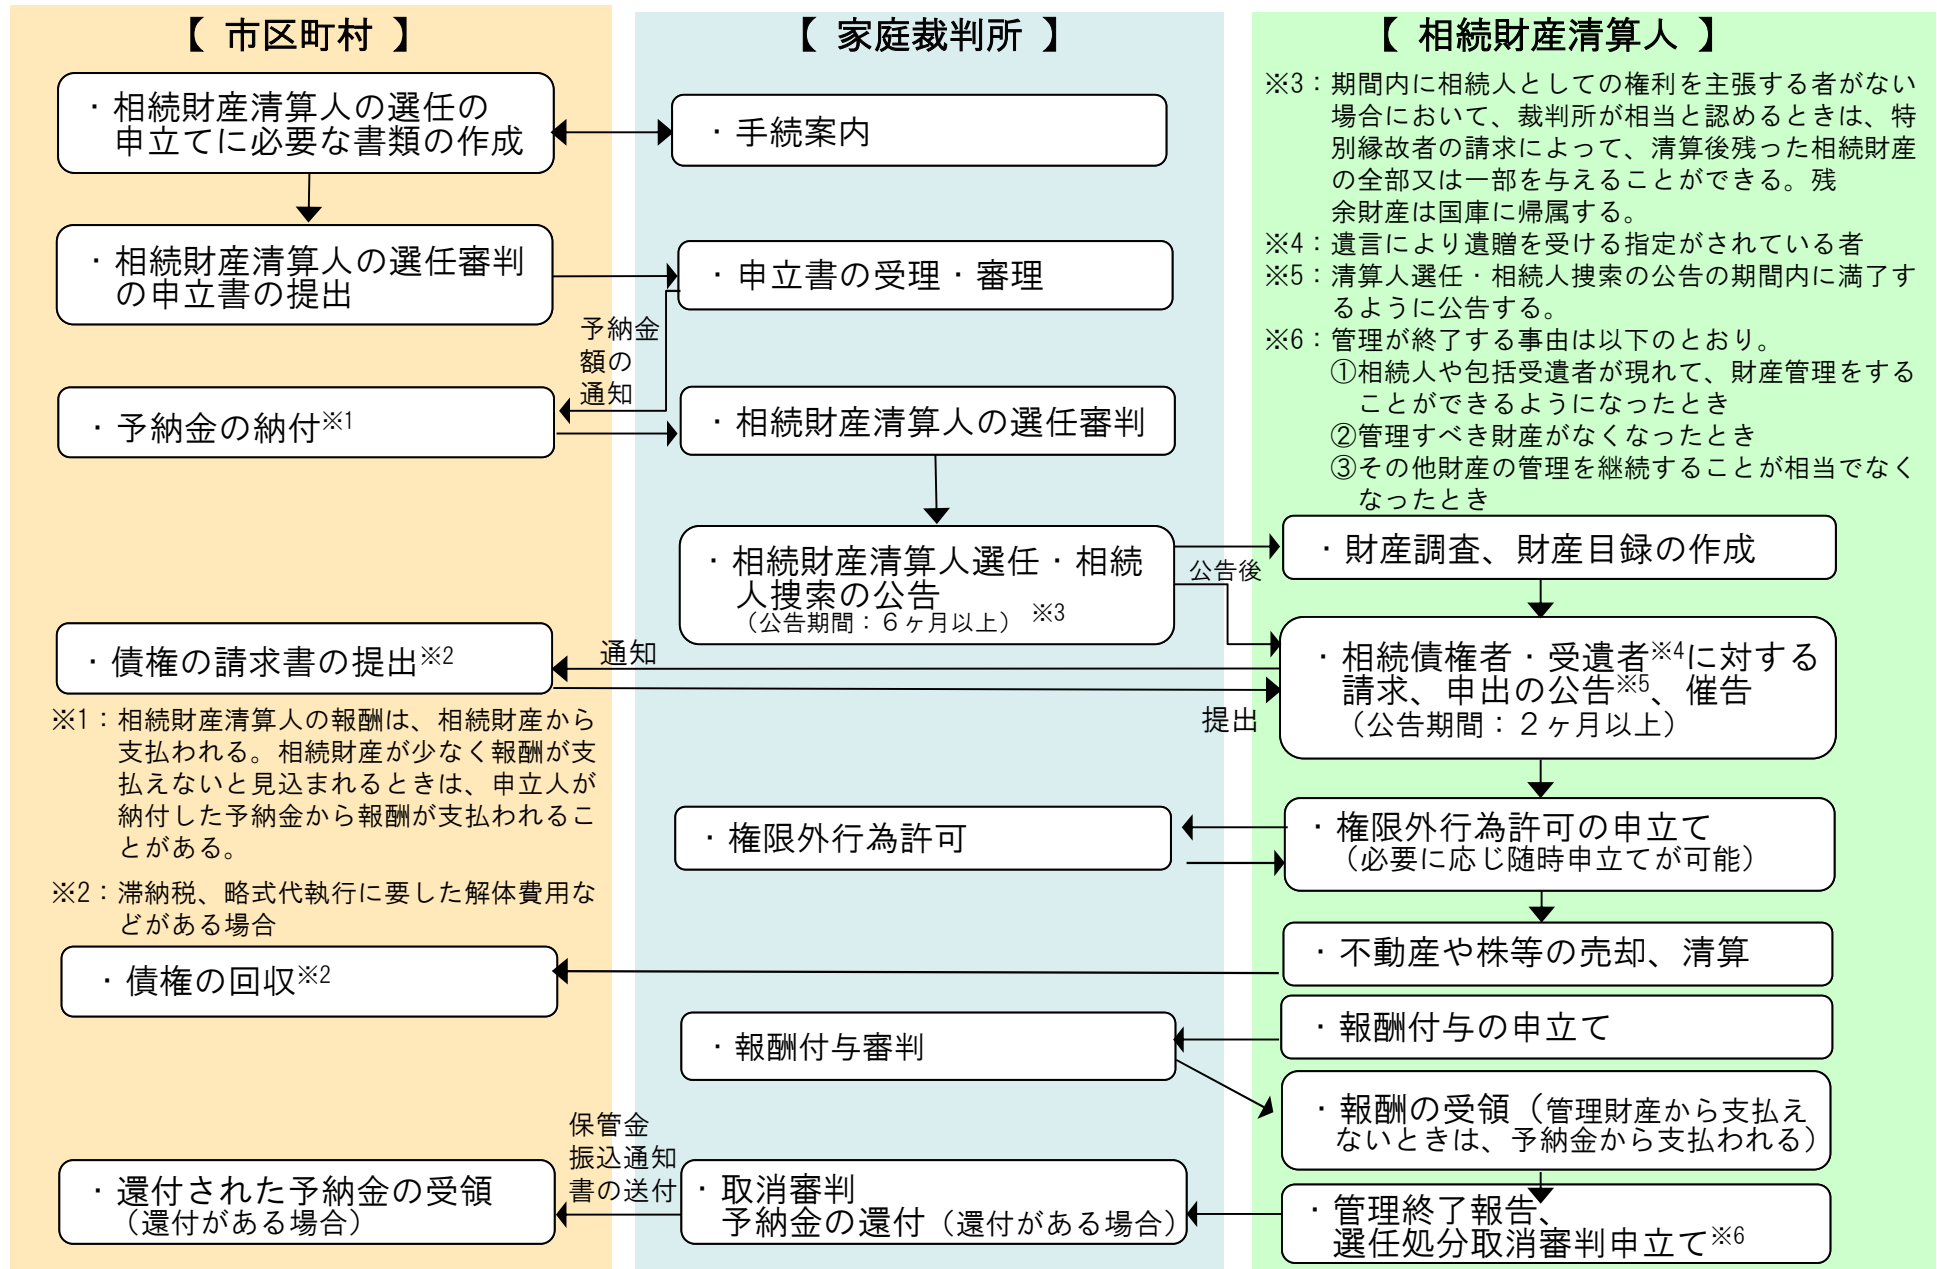 【 市区町村 】
・相続財産清算人の選任の
申立てに必要な書類の作成
・相続財産清算人の選任審判
の申立書の提出
予納金
額の
通知
・予納金の納付※1
・債権の請求書の提出※2
※1：相続財産清算人の報酬は、相続財産から
支払われる。相続財産が少なく報酬が支
払えないと見込まれるときは、申立人が
納付した予納金から報酬が支払われるこ
とがある。
※2：滞納税、略式代執行に要した解体費用な
どがある場合
・債権の回収※2
保管金
振込通知
書の送付
・還付された予納金の受領
（還付がある場合）
【 家庭裁判所 】
・手続案内
・申立書の受理・審理
・相続財産清算人の選任審判
・相続財産清算人選任・相続
人捜索の公告
（公告期間：６ヶ月以上）※3
公告後
通知
提出
・権限外行為許可
・報酬付与審判
・取消審判
予納金の還付（還付がある場合）
【 相続財産清算人 】
※3：期間内に相続人としての権利を主張する者がない
場合において、裁判所が相当と認めるときは、特
別縁故者の請求によって、清算後残った相続財産
の全部又は一部を与えることができる。残
余財産は国庫に帰属する。
※4：遺言により遺贈を受ける指定がされている者
※5：清算人選任・相続人捜索の公告の期間内に満了す
るように公告する。
※6：管理が終了する事由は以下のとおり。
①相続人や包括受遺者が現れて、財産管理をする
ことができるようになったとき
②管理すべき財産がなくなったとき
③その他財産の管理を継続することが相当でなく
なったとき
・財産調査、財産目録の作成
・相続債権者・受遺者※4に対する
請求、申出の公告※5、催告
（公告期間：２ヶ月以上）
・権限外行為許可の申立て
（必要に応じ随時申立てが可能）
・不動産や株等の売却、清算
・報酬付与の申立て
・報酬の受領（管理財産から支払え
ないときは、予納金から支払われる）
・管理終了報告、
選任処分取消審判申立て※6